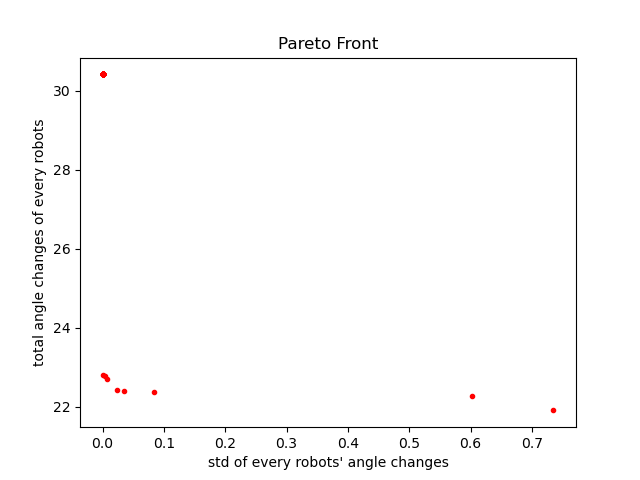 Pareto Front
total angle changes of every robots
30
28
26
24
22
0.0 0.1 0.2 0.3 0.4 0.5 0.6 0.7
std of every robots' angle changes